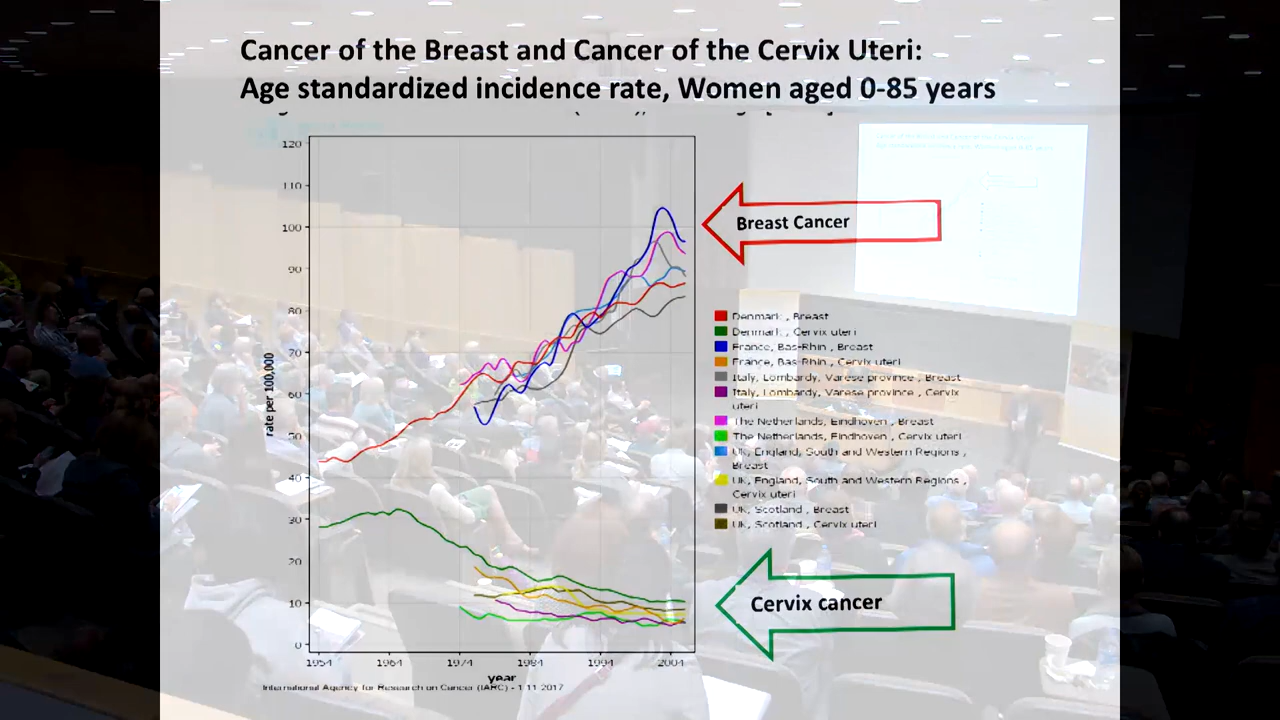 Cancer of the Breast and Cancer of the Cervix Uteri:
Age standardized incidence rate, Women aged 0-85 years
120
110
100
90
80
70
60
50
40
30
20
10
0
rate per 100,000
1954 1964 1974 1984 1994 2004
year
International Agency for Research on Cancer (IARC) - 1.11.2017
Breast Cancer
Denmark, Breast
Denmark, Cervix uteri
France, Bas-Rhin, Breast
France, Bas-Rhin, Cervix uteri
Italy, Lombardy, Varese province, Breast
Italy, Lombardy, Varese province, Cervix
uteri
The Netherlands, Eindhoven, Breast
The Netherlands, Eindhoven, Cervix uteri
UK, England, South and Western Regions,
Breast
UK, England, South and Western Regions,
Cervix uteri
UK, Scotland, Breast
UK, Scotland, Cervix uteri
Cervix cancer